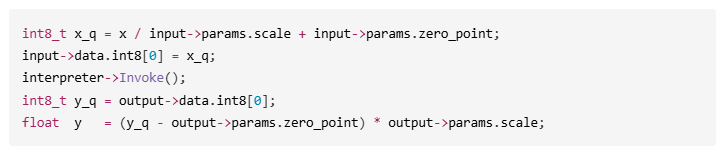 int8_t x_q = x / input->params.scale + input->params.zero_point;
input->data.int8[0] = x_q;
interpreter->Invoke();
int8_t y_q = output->data.int8[0];
float  y   = (y_q - output->params.zero_point) * output->params.scale;